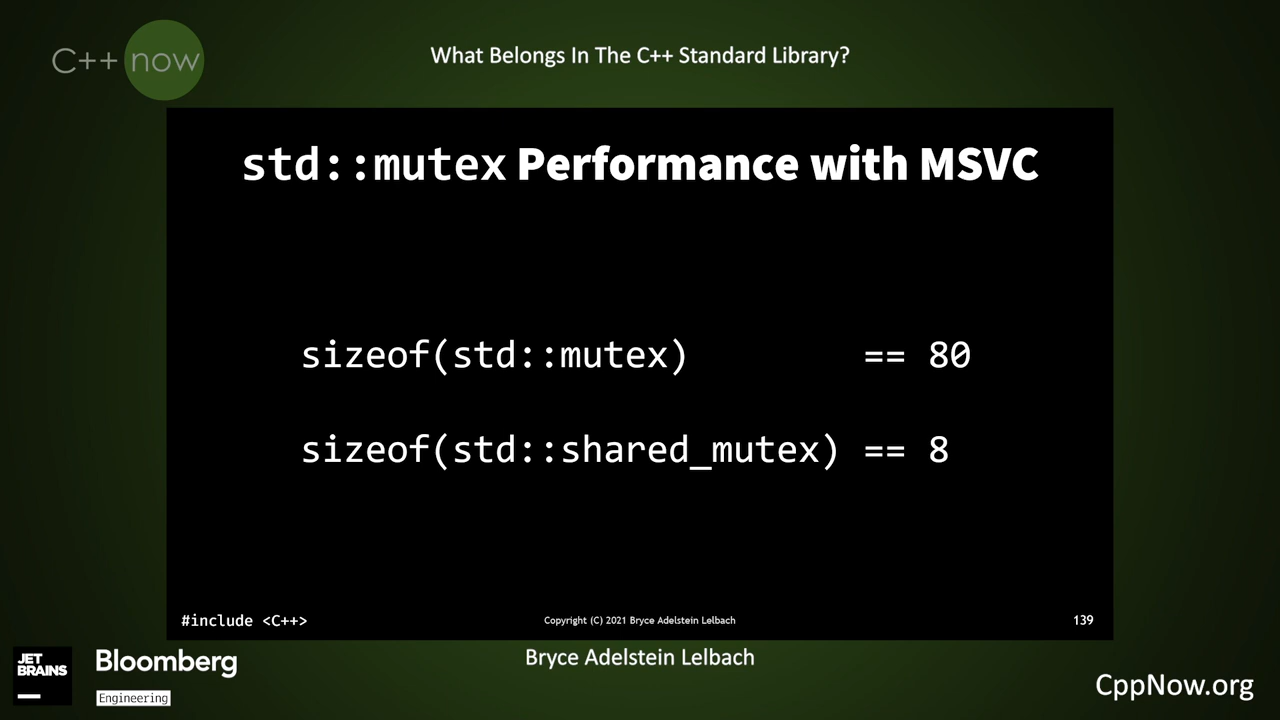 C++ now
What Belongs In The C++ Standard Library?
std::mutex Performance with MSVC
sizeof(std::mutex) == 80
sizeof(std::shared_mutex) == 8
#include <C++>
Copyright (C) 2021 Bryce Adelstein Lelbach
139
JET
BRAINS
Bloomberg
Engineering
Bryce Adelstein Lelbach
CppNow.org